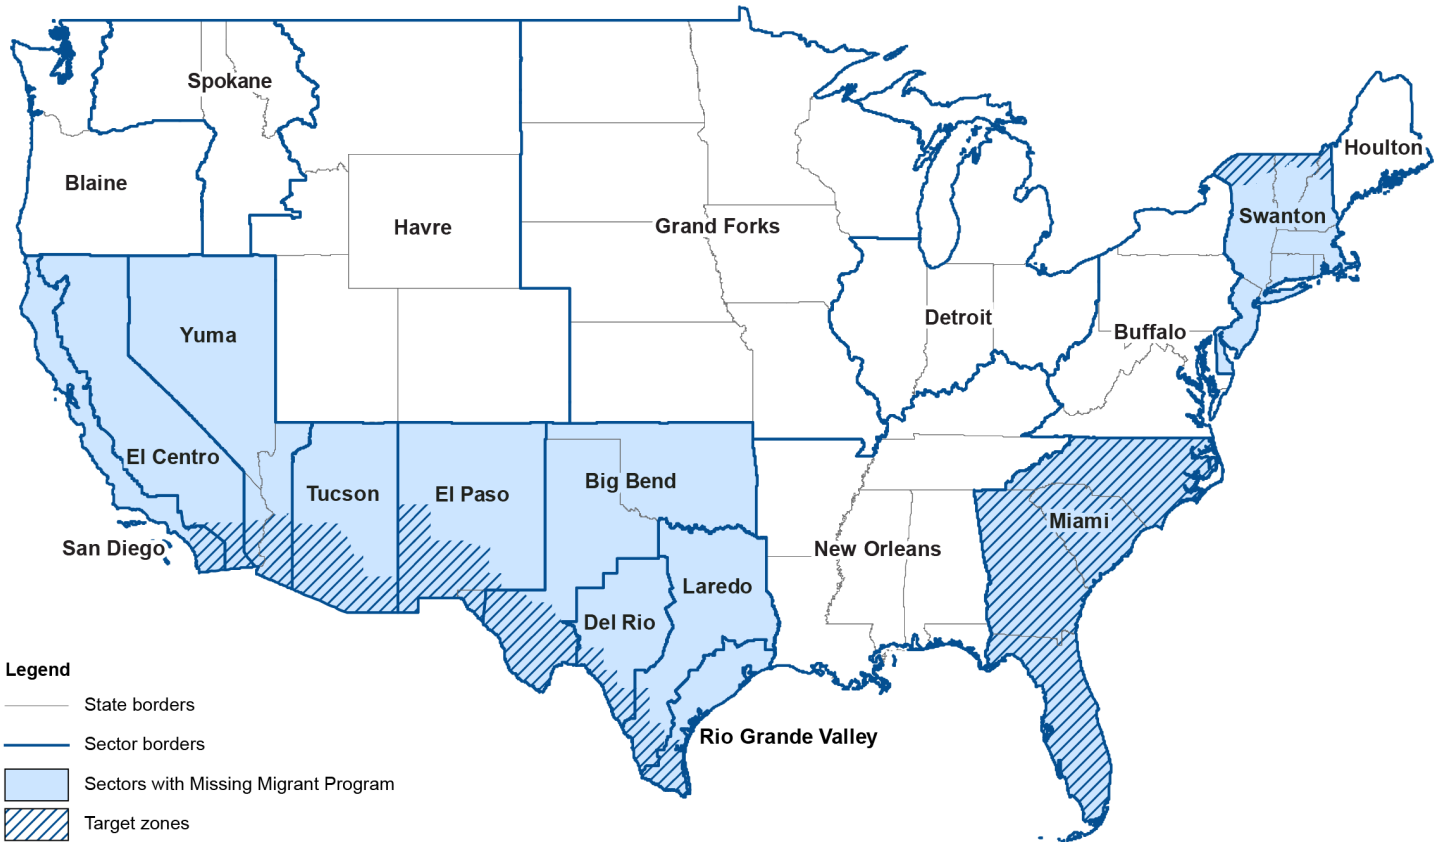 Spokane
Houlton
Blaine
Swanton
Havre
Grand Forks
Detroit
Buffalo
Yuma
El Centro
Tucson
El Paso
Big Bend
Miami
San Diego
New Orleans
Laredo
Del Rio
Rio Grande Valley
Legend
State borders
Sector borders
Sectors with Missing Migrant Program
Target zones